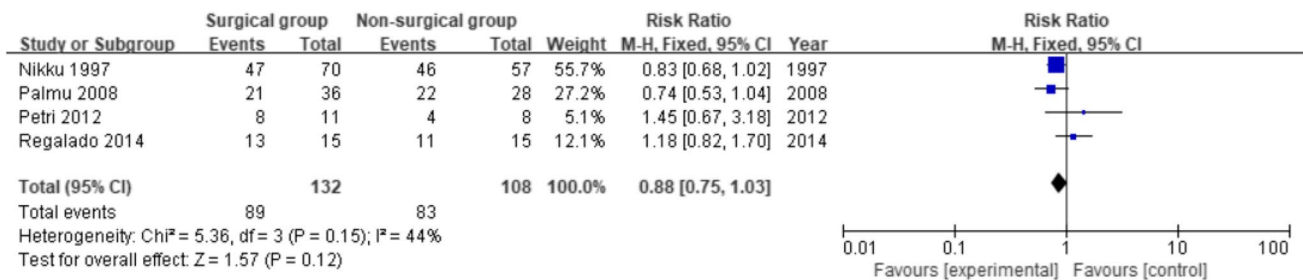 Surgical group Non-surgical group Risk Ratio Risk Ratio
Study or Subgroup Events Total Events Total Weight M-H, Fixed, 95% CI Year M-H, Fixed, 95% CI
Nikku 1997 47 70 46 57 55.7% 0.83 [0.68, 1.02] 1997
Palmu 2008 21 36 22 28 27.2% 0.74 [0.53, 1.04] 2008
Petri 2012 8 11 4 8 5.1% 1.45 [0.67, 3.18] 2012
Regalado 2014 13 15 11 15 12.1% 1.18 [0.82, 1.70] 2014
Total (95% CI) 132 108 100.0% 0.88 [0.75, 1.03]
Total events 89 83
Heterogeneity: Chi² = 5.36, df = 3 (P = 0.15); I² = 44%
Test for overall effect: Z = 1.57 (P = 0.12)
0.01 0.1 1 10 100
Favours [experimental] Favours [control]